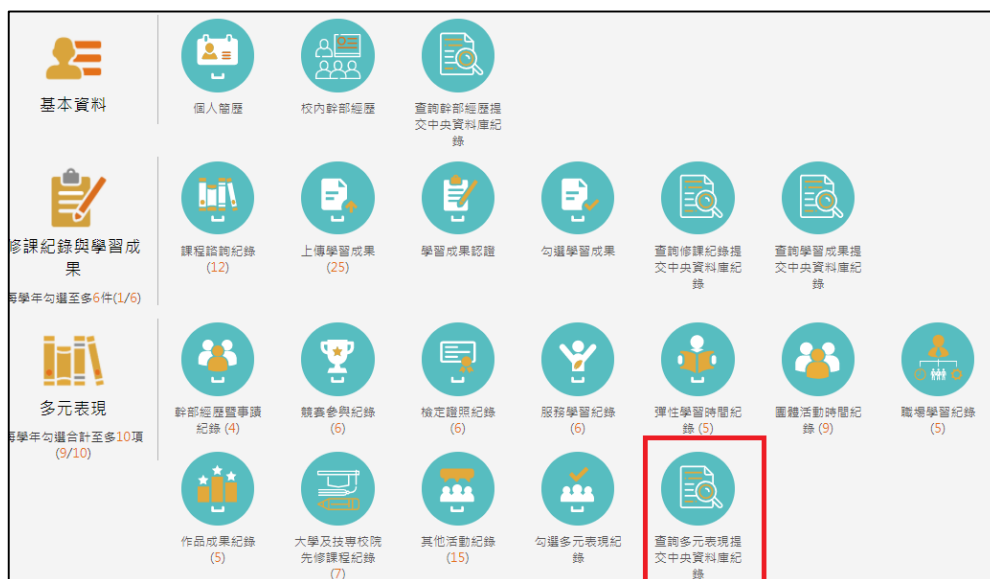 基本資料
個人簡歷
校內幹部經歷
查詢幹部經歷提
交中央資料庫紀
錄
修課紀錄與學習成
果
每學年勾選至多6件(1/6)
課程諮詢紀錄
(12)
上傳學習成果
(25)
學習成果認證
勾選學習成果
查詢修課紀錄提
交中央資料庫紀
錄
查詢學習成果提
交中央資料庫紀
錄
多元表現
每學年勾選合計至多10項
(9/10)
幹部經歷暨事蹟
紀錄 (4)
競賽參與紀錄
(6)
檢定證照紀錄
(6)
服務學習紀錄
(6)
彈性學習時間紀
錄 (5)
團體活動時間紀
錄 (9)
職場學習紀錄
(5)
作品成果紀錄
(5)
大學及技專校院
先修課程紀錄
(7)
其他活動紀錄
(15)
勾選多元表現紀
錄
查詢多元表現提
交中央資料庫紀
錄